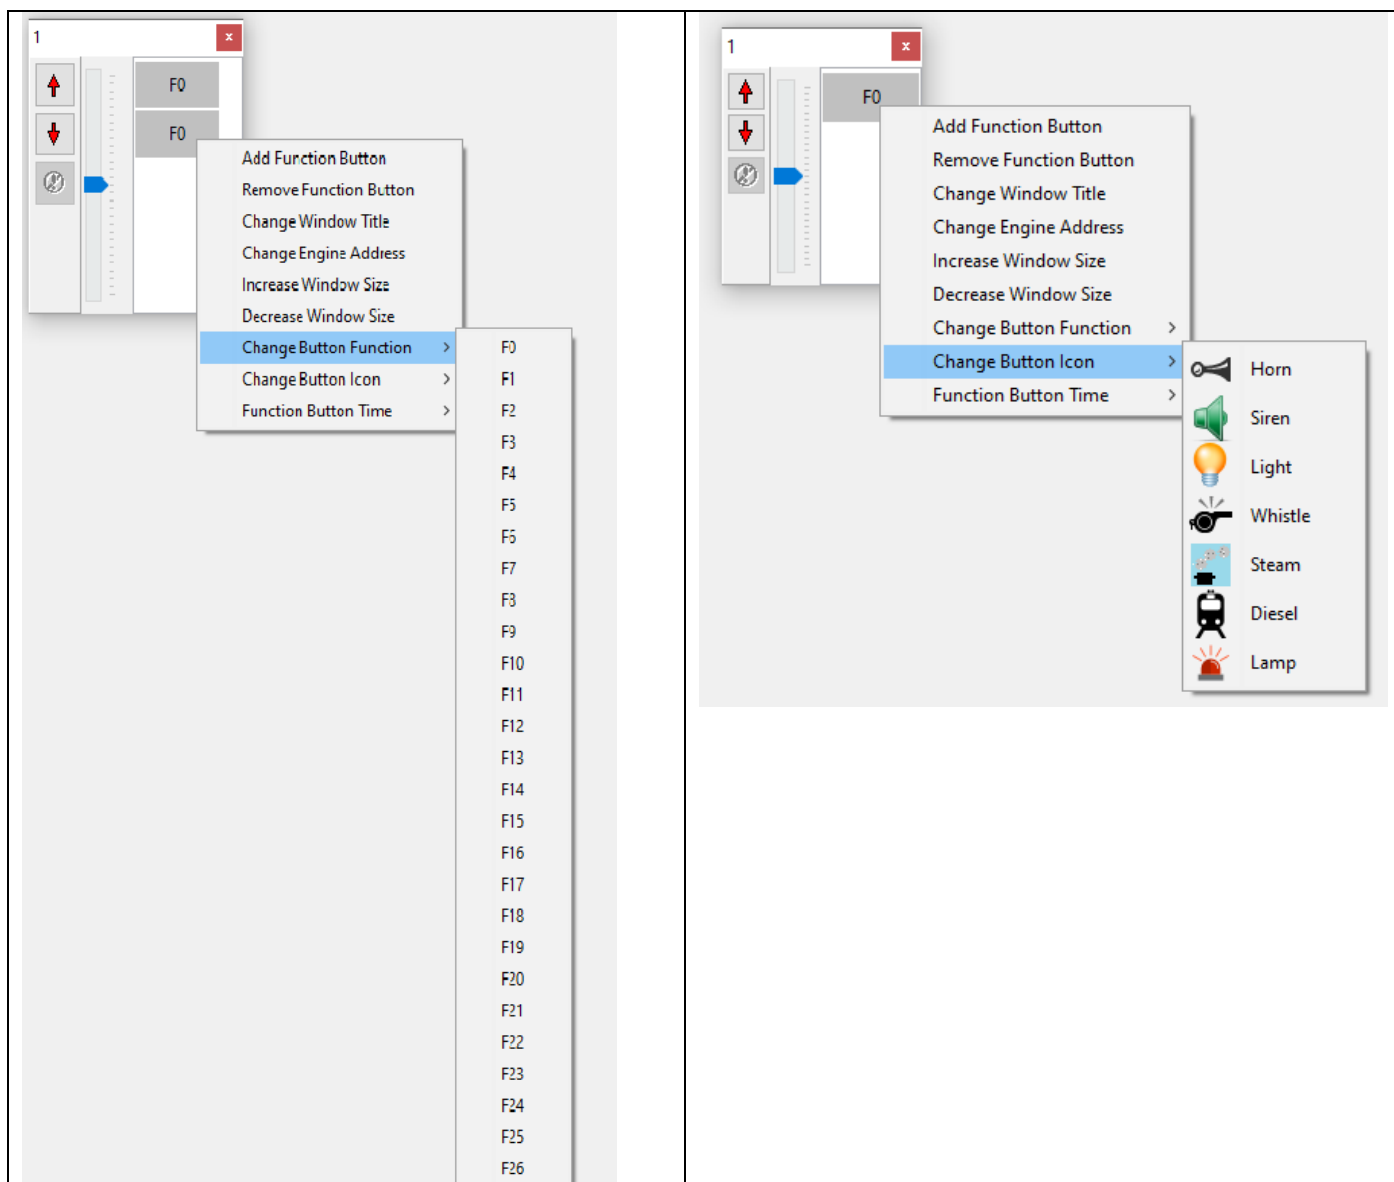 1
x
F0
F0
Add Function Button
Remove Function Button
Change Window Title
Change Engine Address
Increase Window Size
Decrease Window Size
Change Button Function >
Change Button Icon >
Function Button Time >
F0
F1
F2
F3
F4
F5
F6
F7
F8
F9
F10
F11
F12
F13
F14
F15
F16
F17
F18
F19
F20
F21
F22
F23
F24
F25
F26
1
x
F0
Add Function Button
Remove Function Button
Change Window Title
Change Engine Address
Increase Window Size
Decrease Window Size
Change Button Function >
Change Button Icon >
Function Button Time >
Horn
Siren
Light
Whistle
Steam
Diesel
Lamp